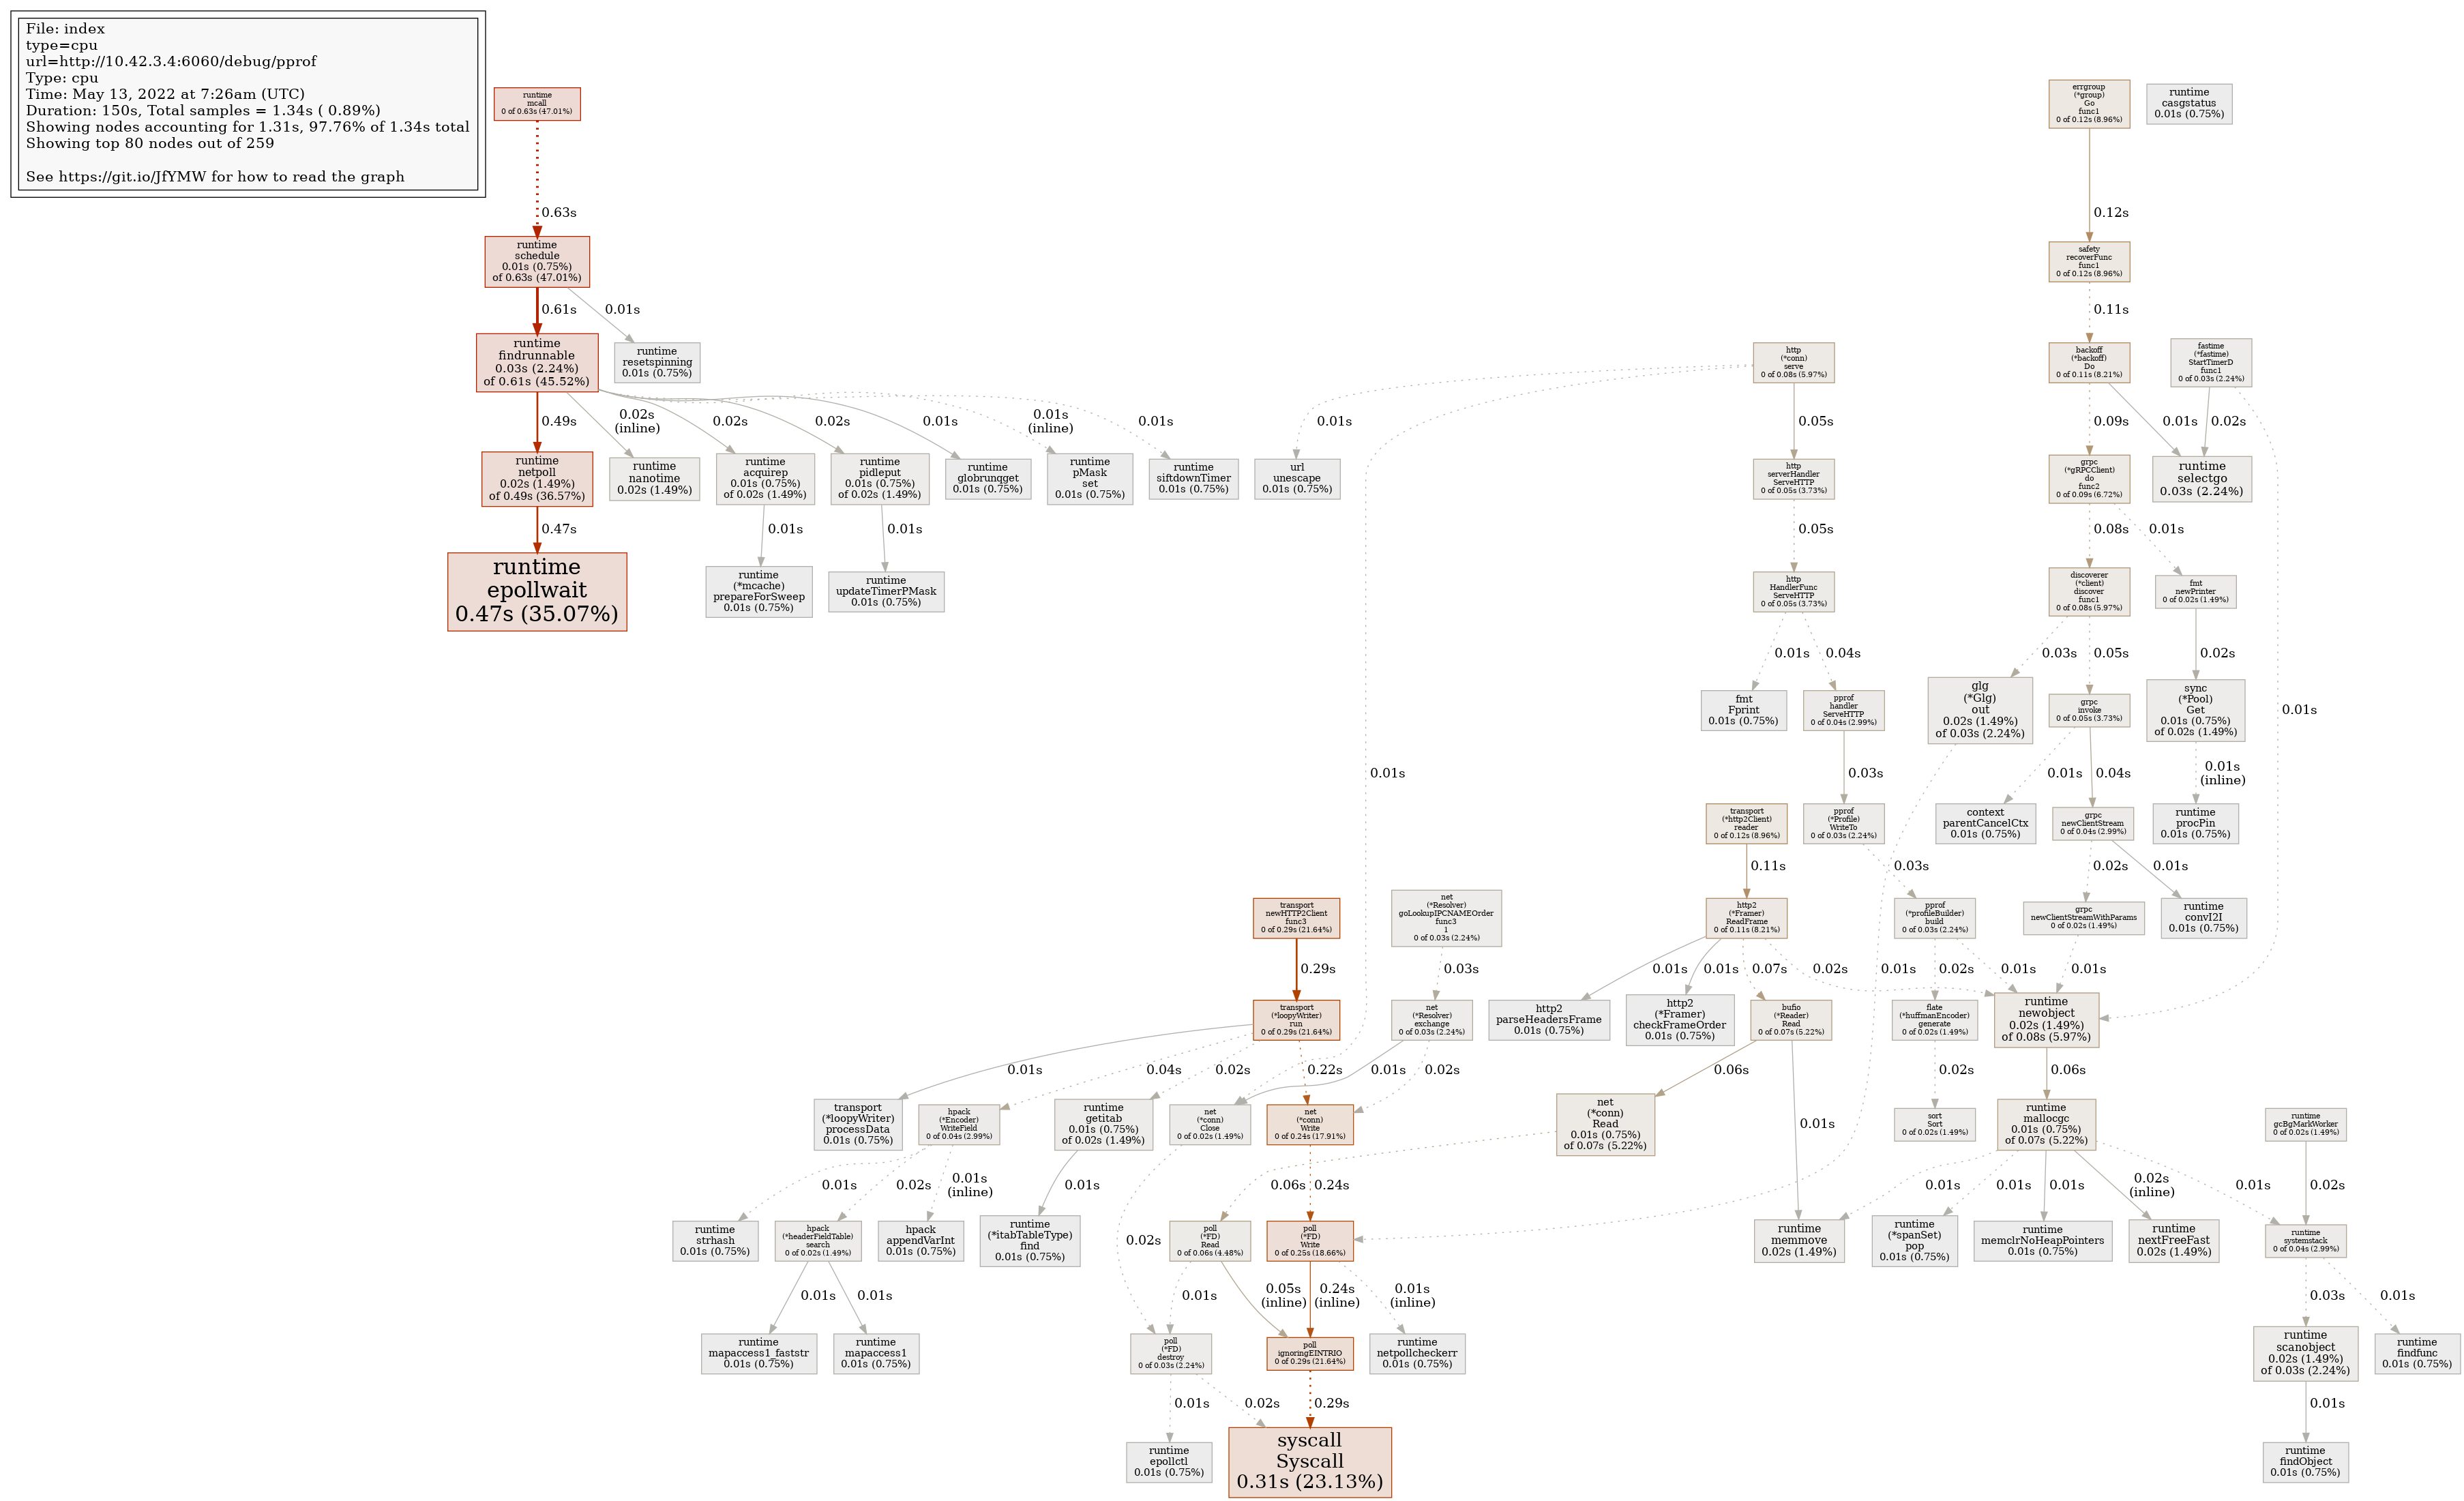 File: index
type=cpu
url=http://10.42.3.4:6060/debug/pprof
Type: cpu
Time: May 13, 2022 at 7:26am (UTC)
Duration: 150s, Total samples = 1.34s ( 0.89%)
Showing nodes accounting for 1.31s, 97.76% of 1.34s total
Showing top 80 nodes out of 259
See https://git.io/JfYMW for how to read the graph
runtime
mcall
0 of 0.63s (47.01%)
errgroup
(*group)
Go
func1
0 of 0.12s (8.96%)
runtime
casgstatus
0.01s (0.75%)
0.63s
0.12s
runtime
schedule
0.01s (0.75%)
of 0.63s (47.01%)
safety
recoverFunc
func1
0 of 0.12s (8.96%)
0.61s
0.01s
0.11s
runtime
findrunnable
0.03s (2.24%)
of 0.61s (45.52%)
runtime
resetspinning
0.01s (0.75%)
http
(*conn)
serve
0 of 0.08s (5.97%)
backoff
(*backoff)
Do
0 of 0.11s (8.21%)
fastime
(*fastime)
StartTimerD
func1
0 of 0.03s (2.24%)
0.49s
0.02s
(inline)
0.02s
0.02s
0.01s
0.01s
(inline)
0.01s
0.01s
0.05s
0.09s
0.01s
0.02s
runtime
netpoll
0.02s (1.49%)
of 0.49s (36.57%)
runtime
nanotime
0.02s (1.49%)
runtime
acquirep
0.01s (0.75%)
of 0.02s (1.49%)
runtime
pidleput
0.01s (0.75%)
of 0.02s (1.49%)
runtime
globrunqget
0.01s (0.75%)
runtime
pMask
set
0.01s (0.75%)
runtime
siftdownTimer
0.01s (0.75%)
url
unescape
0.01s (0.75%)
http
serverHandler
ServeHTTP
0 of 0.05s (3.73%)
grpc
(*gRPCClient)
do
func2
0 of 0.09s (6.72%)
runtime
selectgo
0.03s (2.24%)
0.47s
0.01s
0.01s
0.05s
0.08s
0.01s
runtime
epollwait
0.47s (35.07%)
runtime
(*mcache)
prepareForSweep
0.01s (0.75%)
runtime
updateTimerPMask
0.01s (0.75%)
http
HandlerFunc
ServeHTTP
0 of 0.05s (3.73%)
discoverer
(*client)
discover
func1
0 of 0.08s (5.97%)
fmt
newPrinter
0 of 0.02s (1.49%)
0.01s
0.04s
0.03s
0.05s
0.02s
fmt
Fprint
0.01s (0.75%)
pprof
handler
ServeHTTP
0 of 0.04s (2.99%)
glg
(*Glg)
out
0.02s (1.49%)
of 0.03s (2.24%)
grpc
invoke
0 of 0.05s (3.73%)
sync
(*Pool)
Get
0.01s (0.75%)
of 0.02s (1.49%)
0.01s
0.01s
0.03s
0.01s
0.04s
0.01s
(inline)
transport
(*http2Client)
reader
0 of 0.12s (8.96%)
pprof
(*Profile)
WriteTo
0 of 0.03s (2.24%)
context
parentCancelCtx
0.01s (0.75%)
grpc
newClientStream
0 of 0.04s (2.99%)
runtime
procPin
0.01s (0.75%)
0.11s
0.03s
0.02s
0.01s
transport
newHTTP2Client
func3
0 of 0.29s (21.64%)
net
(*Resolver)
goLookupIPCNAMEOrder
func3
1
0 of 0.03s (2.24%)
http2
(*Framer)
ReadFrame
0 of 0.11s (8.21%)
pprof
(*profileBuilder)
build
0 of 0.03s (2.24%)
grpc
newClientStreamWithParams
0 of 0.02s (1.49%)
runtime
convI2I
0.01s (0.75%)
0.29s
0.03s
0.01s
0.01s
0.07s
0.02s
0.01s
0.02s
0.01s
0.01s
transport
(*loopyWriter)
run
0 of 0.29s (21.64%)
net
(*Resolver)
exchange
0 of 0.03s (2.24%)
http2
parseHeadersFrame
0.01s (0.75%)
http2
(*Framer)
checkFrameOrder
0.01s (0.75%)
bufio
(*Reader)
Read
0 of 0.07s (5.22%)
flate
(*huffmanEncoder)
generate
0 of 0.02s (1.49%)
runtime
newobject
0.02s (1.49%)
of 0.08s (5.97%)
0.01s
0.04s
0.02s
0.22s
0.01s
0.02s
0.06s
0.02s
0.06s
transport
(*loopyWriter)
processData
0.01s (0.75%)
hpack
(*Encoder)
WriteField
0 of 0.04s (2.99%)
runtime
getitab
0.01s (0.75%)
of 0.02s (1.49%)
net
(*conn)
Close
0 of 0.02s (1.49%)
net
(*conn)
Write
0 of 0.24s (17.91%)
net
(*conn)
Read
0.01s (0.75%)
of 0.07s (5.22%)
0.01s
sort
Sort
0 of 0.02s (1.49%)
runtime
mallocgc
0.01s (0.75%)
of 0.07s (5.22%)
runtime
gcBgMarkWorker
0 of 0.02s (1.49%)
0.01s
0.02s
0.01s
(inline)
0.01s
0.02s
0.06s
0.24s
0.01s
0.01s
0.01s
0.02s
(inline)
0.01s
0.02s
runtime
strhash
0.01s (0.75%)
hpack
(*headerFieldTable)
search
0 of 0.02s (1.49%)
hpack
appendVarInt
0.01s (0.75%)
runtime
(*itabTableType)
find
0.01s (0.75%)
poll
(*FD)
Read
0 of 0.06s (4.48%)
poll
(*FD)
Write
0 of 0.25s (18.66%)
runtime
memmove
0.02s (1.49%)
runtime
(*spanSet)
pop
0.01s (0.75%)
runtime
memclrNoHeapPointers
0.01s (0.75%)
runtime
nextFreeFast
0.02s (1.49%)
runtime
systemstack
0 of 0.04s (2.99%)
0.01s
0.01s
0.01s
0.05s
(inline)
0.24s
(inline)
0.01s
(inline)
0.03s
0.01s
runtime
mapaccess1_faststr
0.01s (0.75%)
runtime
mapaccess1
0.01s (0.75%)
poll
(*FD)
destroy
0 of 0.03s (2.24%)
poll
ignoringEINTRIO
0 of 0.29s (21.64%)
runtime
netpollcheckerr
0.01s (0.75%)
runtime
scanobject
0.02s (1.49%)
of 0.03s (2.24%)
runtime
findfunc
0.01s (0.75%)
0.01s
0.02s
0.29s
0.01s
runtime
epollctl
0.01s (0.75%)
syscall
Syscall
0.31s (23.13%)
runtime
findObject
0.01s (0.75%)